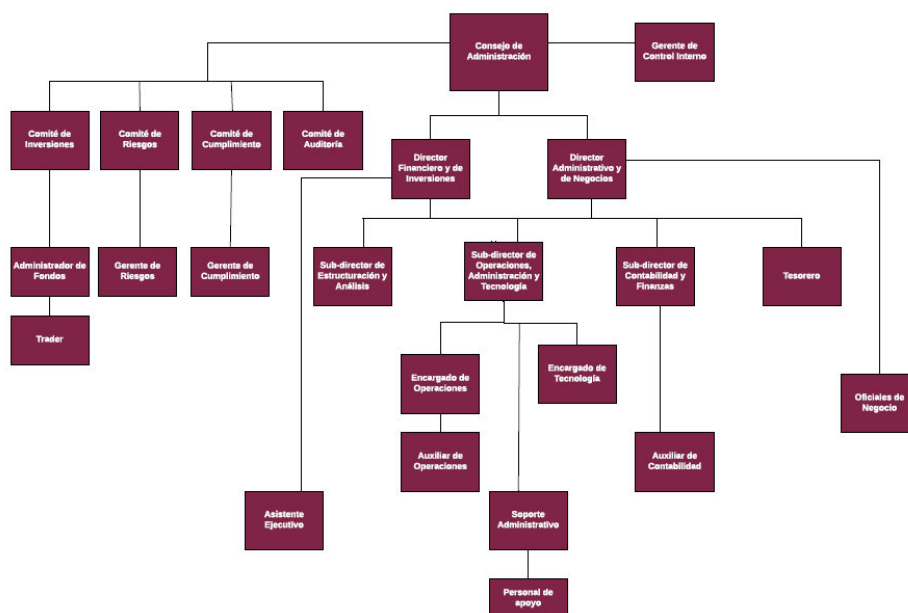 Consejo de
Administración
Gerente de
Control Interno
Comité de
Inversiones
Comité de
Riesgos
Comité de
Cumplimiento
Comité de
Auditoría
Director
Financiero y de
Inversiones
Director
Administrativo y
de Negocios
Administrador de
Fondos
Gerente de
Riesgos
Gerente de
Cumplimiento
Sub-director de
Estructuración y
Análisis
Sub-director de
Operaciones,
Administración y
Tecnología
Sub-director de
Contabilidad y
Finanzas
Tesorero
Trader
Encargado de
Operaciones
Encargado de
Tecnología
Oficiales de
Negocio
Auxiliar de
Operaciones
Auxiliar de
Contabilidad
Asistente
Ejecutivo
Soporte
Administrativo
Personal de
apoyo